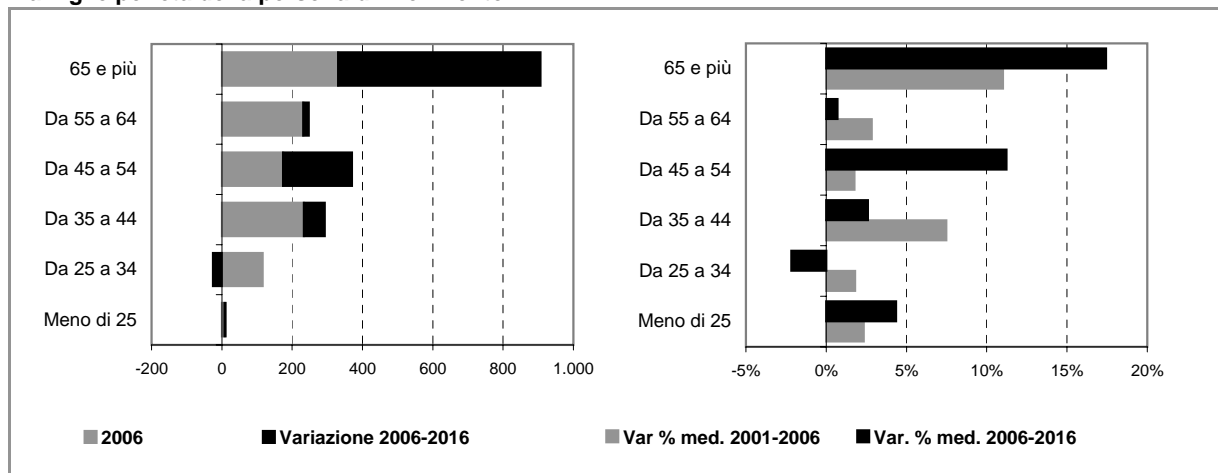 65 e più
Da 55 a 64
Da 45 a 54
Da 35 a 44
Da 25 a 34
Meno di 25
-200 0 200 400 600 800 1.000
2006 Variazione 2006-2016
65 e più
Da 55 a 64
Da 45 a 54
Da 35 a 44
Da 25 a 34
Meno di 25
-5% 0% 5% 10% 15% 20%
Var % med. 2001-2006 Var. % med. 2006-2016